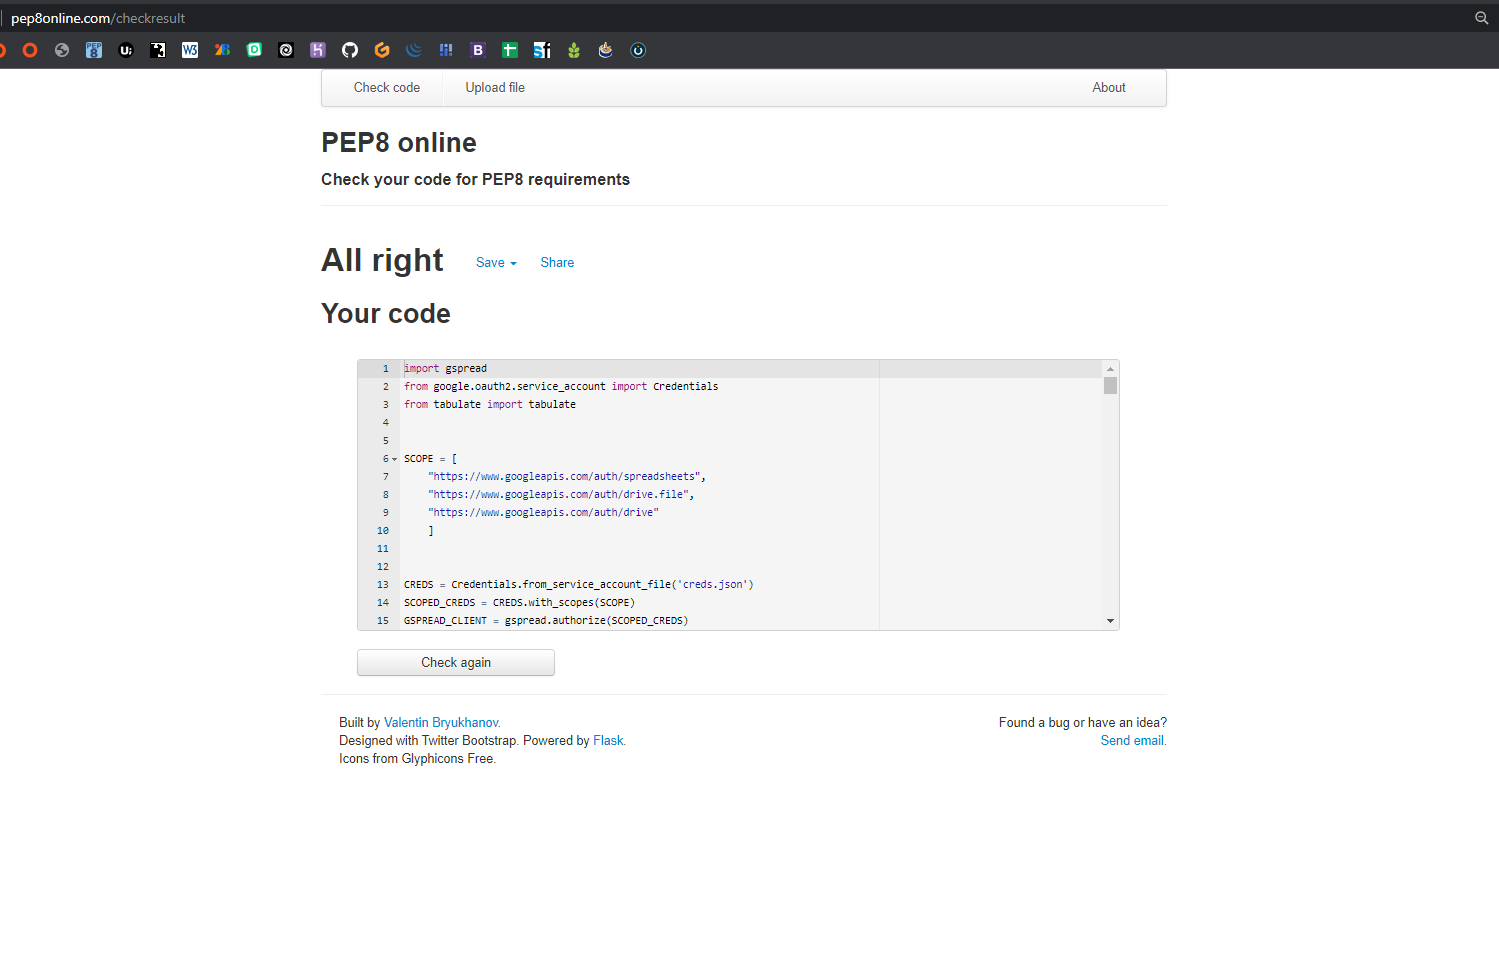 pep8online.com/checkresult
PEP 8 U; W3 B
Check code Upload file About
PEP8 online
Check your code for PEP8 requirements
All right Save Share
Your code
1 import gspread
2 from google.oauth2.service_account import Credentials
3 from tabulate import tabulate
4
5
6 SCOPE = [
7 "https://www.googleapis.com/auth/spreadsheets",
8 "https://www.googleapis.com/auth/drive.file",
9 "https://www.googleapis.com/auth/drive"
10 ]
11
12
13 CREDS = Credentials.from_service_account_file('creds.json')
14 SCOPED_CREDS = CREDS.with_scopes(SCOPE)
15 GSPREAD_CLIENT = gspread.authorize(SCOPED_CREDS)
Check again
Built by Valentin Bryukhanov. Found a bug or have an idea?
Designed with Twitter Bootstrap. Powered by Flask. Send email.
Icons from Glyphicons Free.